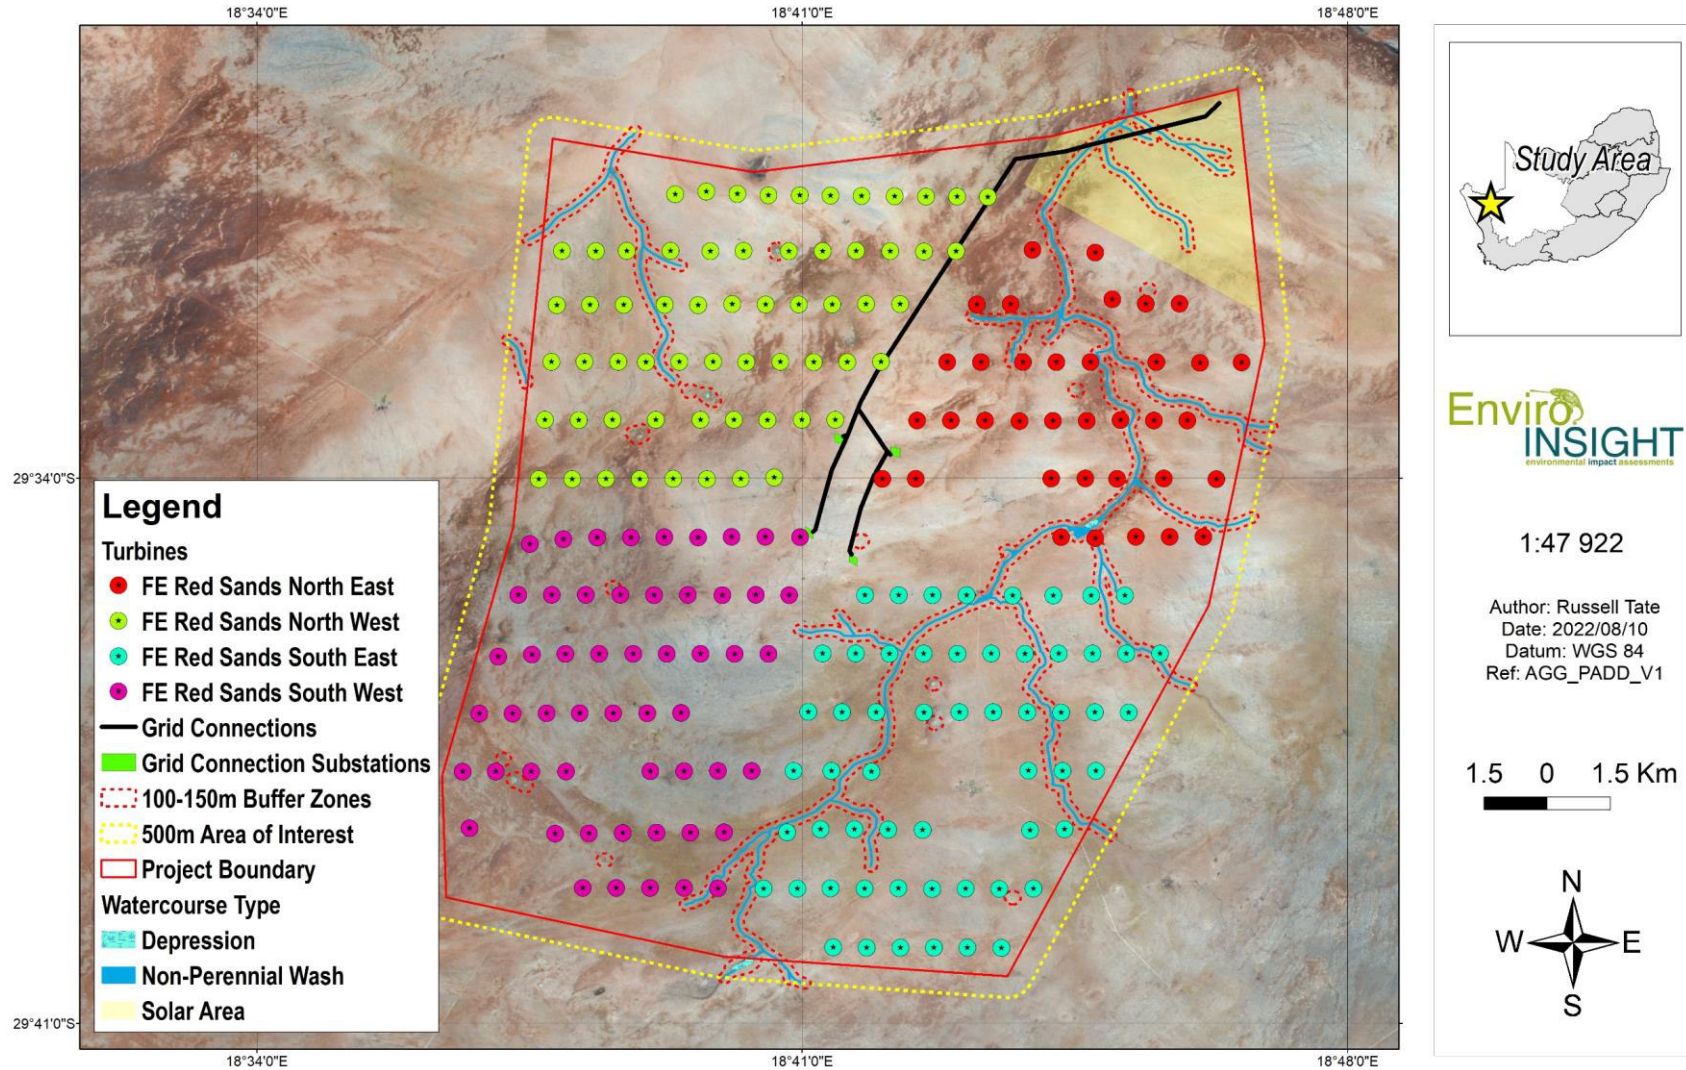 18°34'0"E
18°41'0"E
18°48'0"E
29°34'0"S
29°41'0"S
Legend
Turbines
FE Red Sands North East
FE Red Sands North West
FE Red Sands South East
FE Red Sands South West
Grid Connections
Grid Connection Substations
100-150m Buffer Zones
500m Area of Interest
Project Boundary
Watercourse Type
Depression
Non-Perennial Wash
Solar Area
18°34'0"E
18°41'0"E
18°48'0"E
Study Area
Enviro
INSIGHT
environmental impact assessments
1:47 922
Author: Russell Tate
Date: 2022/08/10
Datum: WGS 84
Ref: AGG_PADD_V1
1.5 0 1.5 Km
N
W E
S